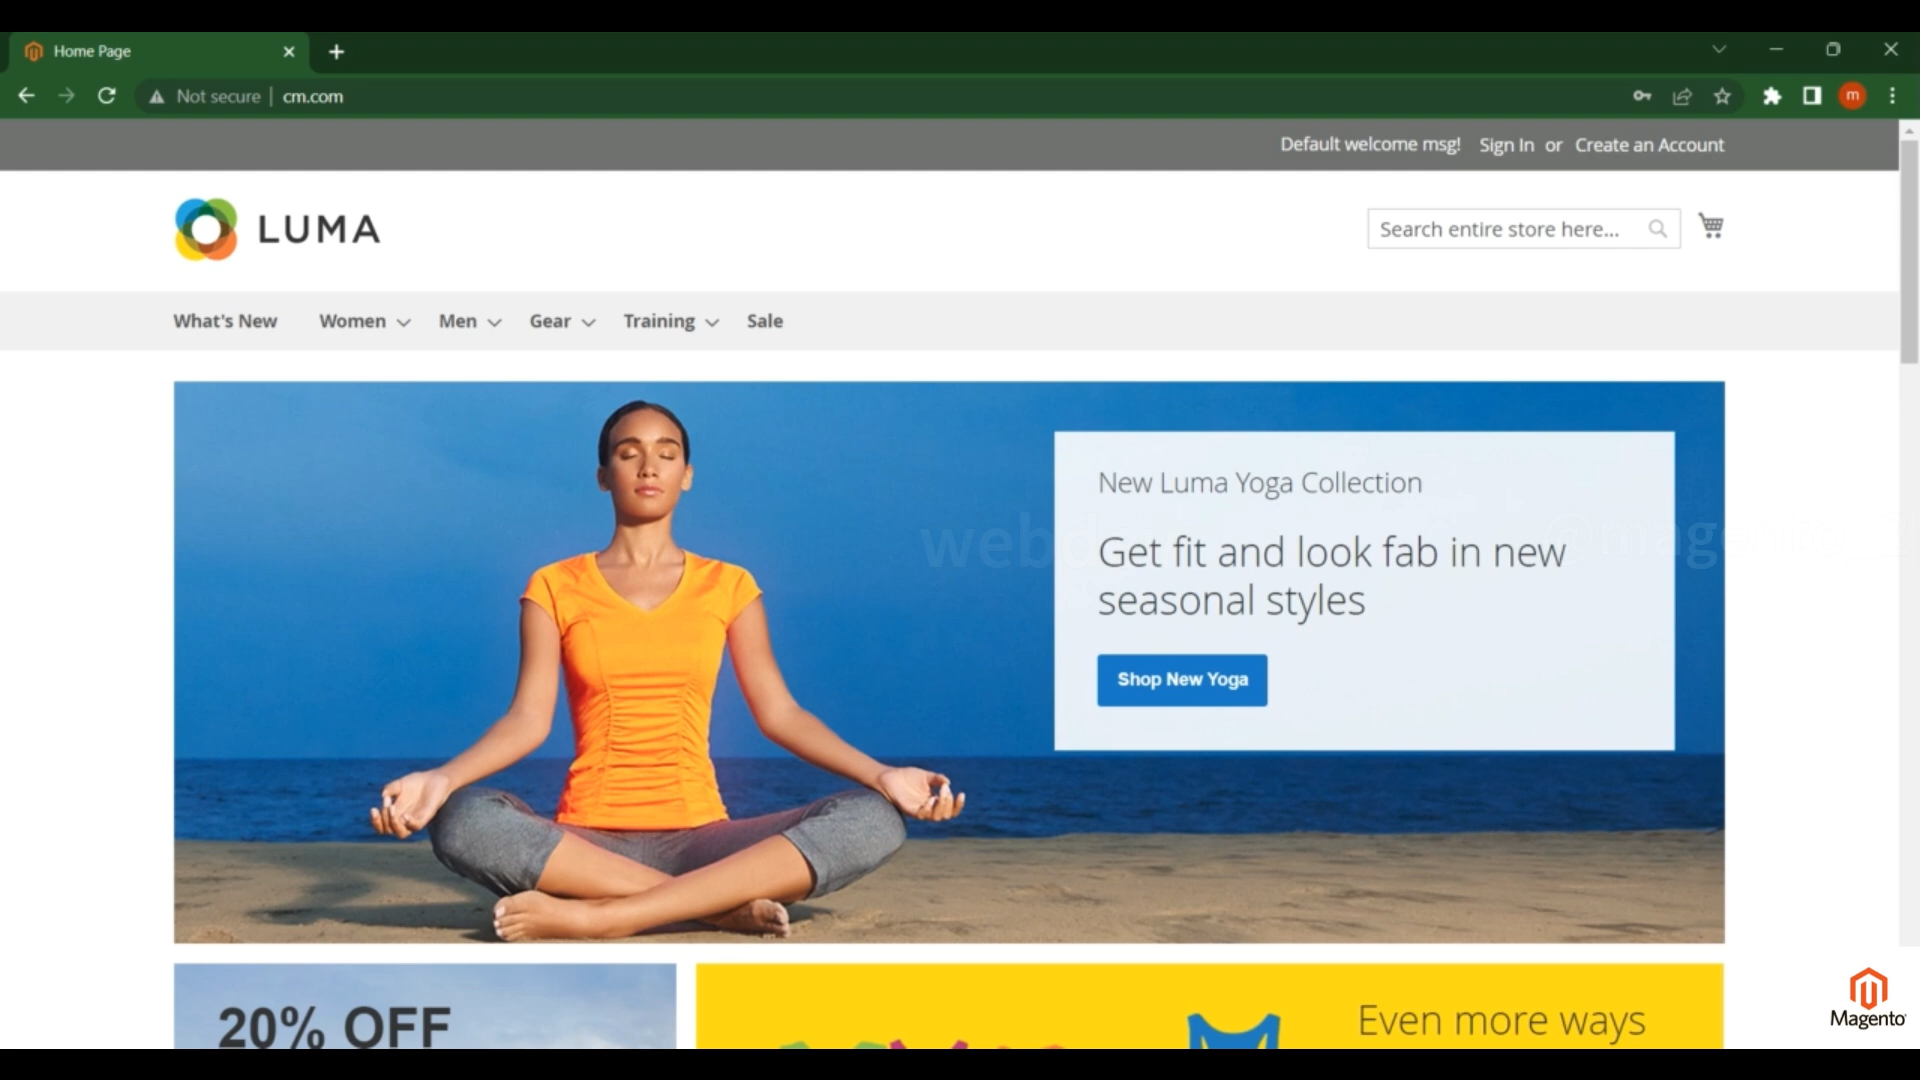 Home Page
Not secure | cm.com
m
Default welcome msg! Sign In or Create an Account
LUMA
Search entire store here...
What's New Women Men Gear Training Sale
New Luma Yoga Collection
Get fit and look fab in new
seasonal styles
Shop New Yoga
20% OFF
Even more ways
Magento